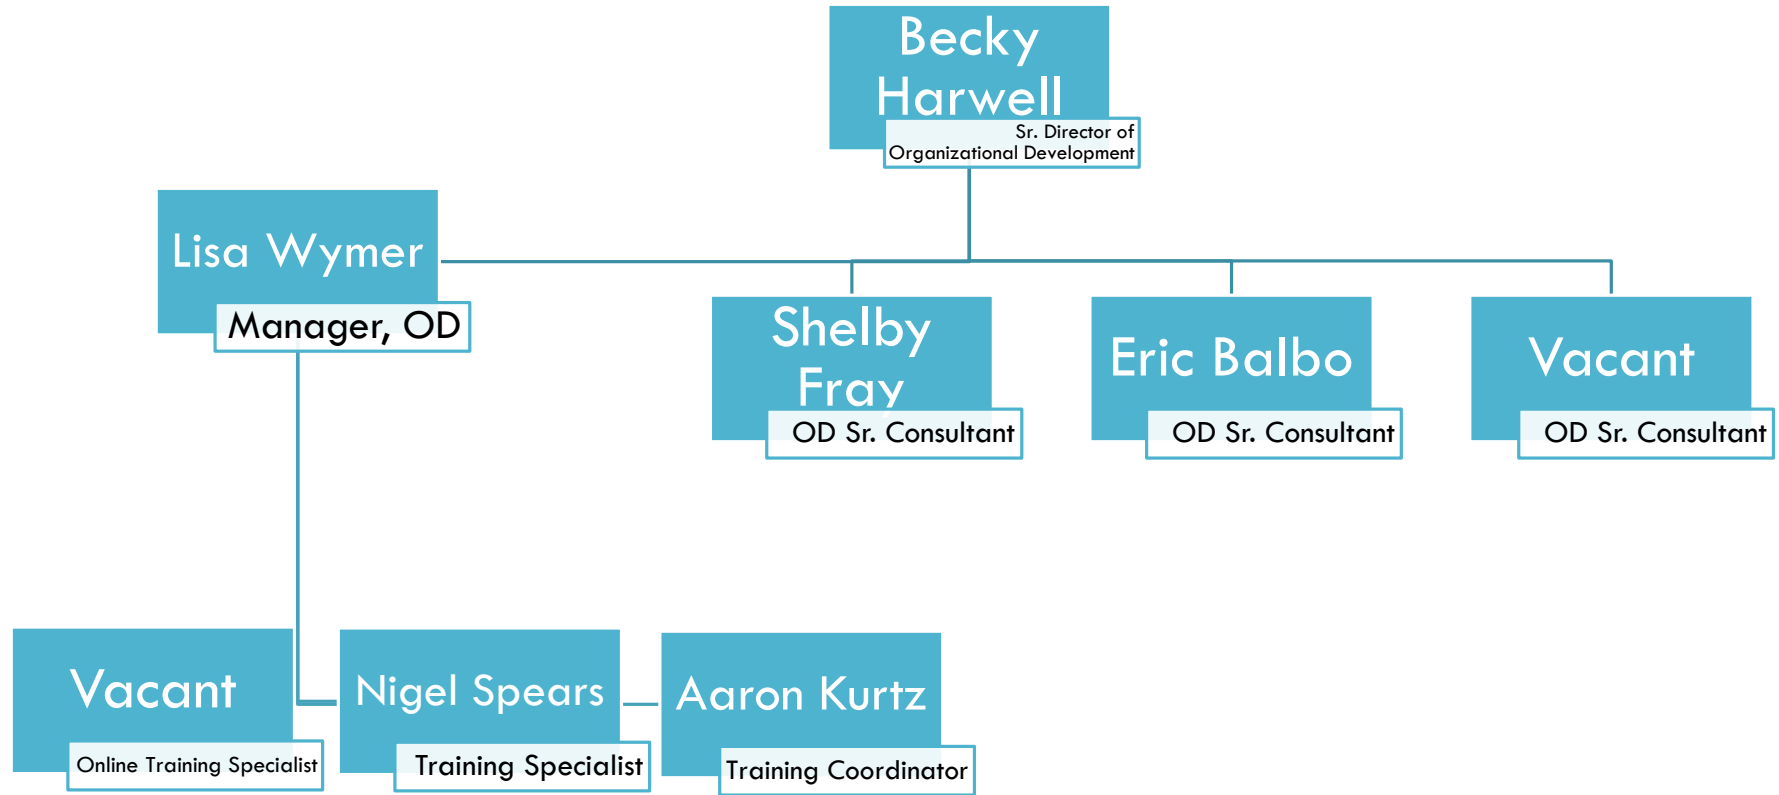 Becky
Harwell
Sr. Director of
Organizational Development
Lisa Wymer
Manager, OD
Shelby
Fray
OD Sr. Consultant
Eric Balbo
OD Sr. Consultant
Vacant
OD Sr. Consultant
Vacant
Online Training Specialist
Nigel Spears
Training Specialist
Aaron Kurtz
Training Coordinator